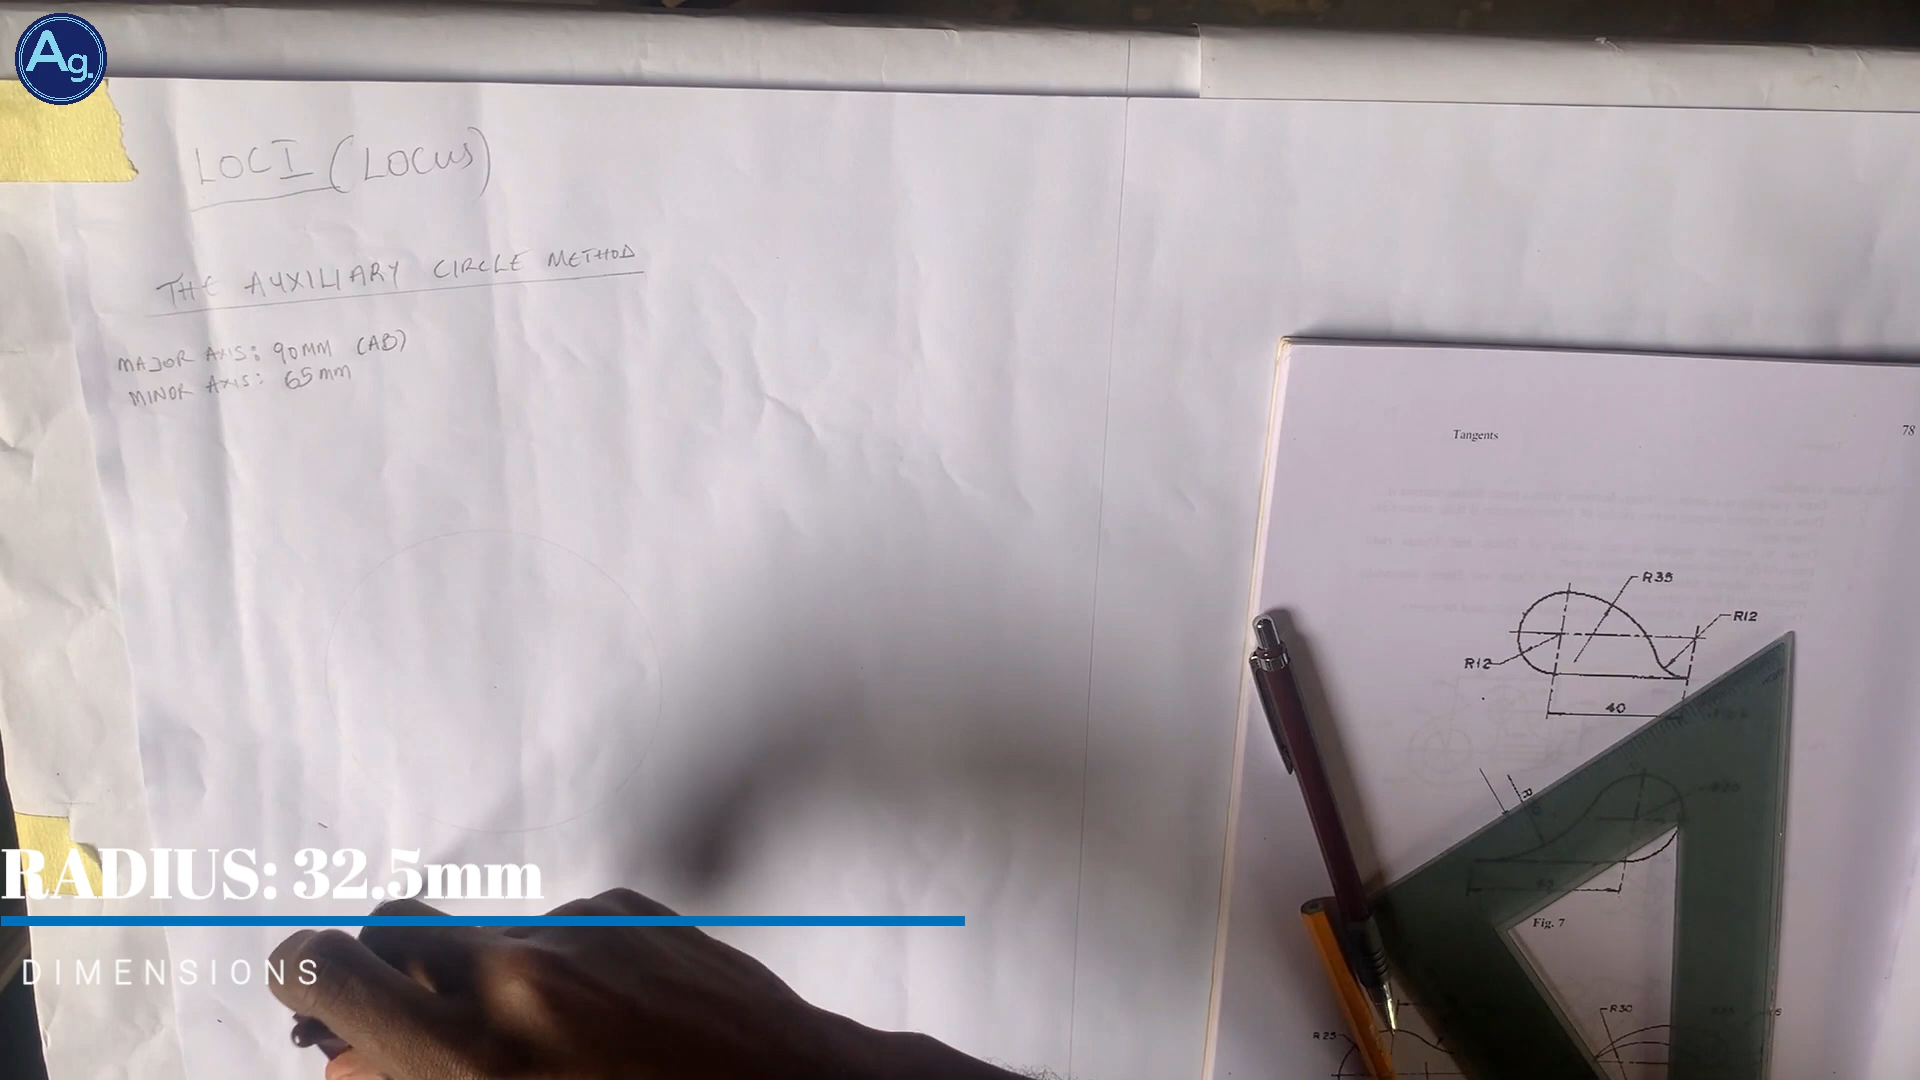 Ag.
LOCI (LOCUS)
THE AUXILIARY CIRCLE METHOD
MAJOR AXIS: 90MM (AB)
MINOR AXIS: 65mm
Tangents
78
R35
R12
R12
40
Fig. 7
R30
R25
RADIUS: 32.5mm
DIMENSIONS